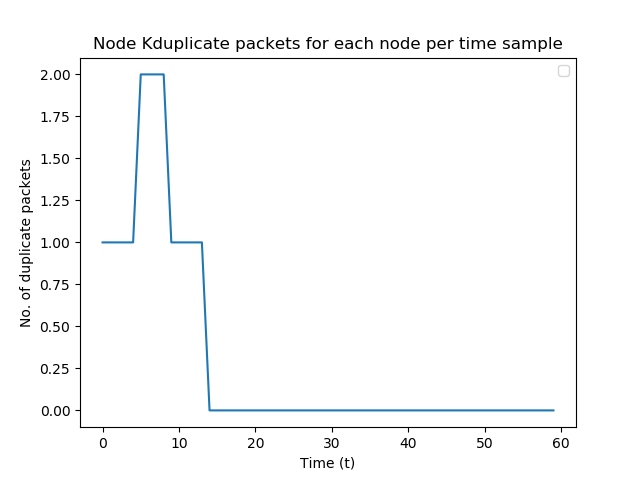 Node Kduplicate packets for each node per time sample
2.00
1.75
1.50
1.25
1.00
0.75
0.50
0.25
0.00
No. of duplicate packets
0 10 20 30 40 50 60
Time (t)